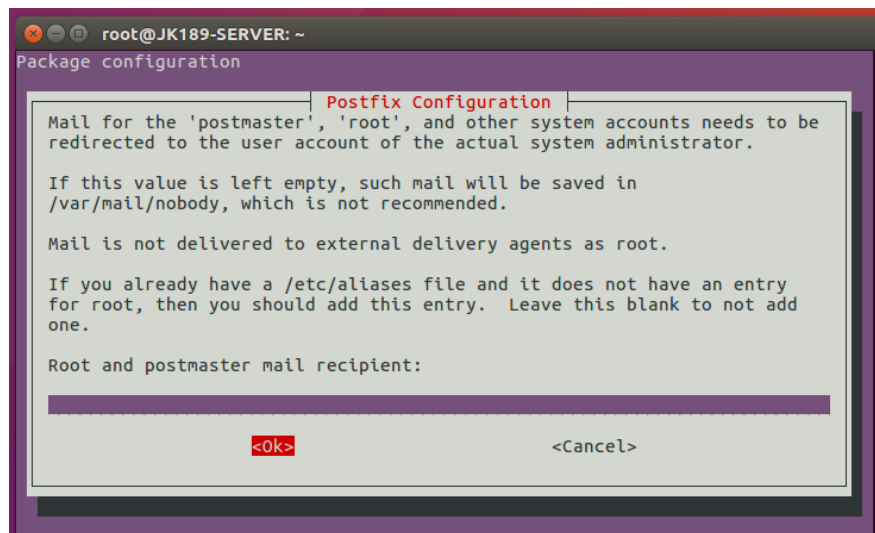 root@JK189-SERVER: ~
Package configuration
Postfix Configuration
Mail for the 'postmaster', 'root', and other system accounts needs to be
redirected to the user account of the actual system administrator.
If this value is left empty, such mail will be saved in
/var/mail/nobody, which is not recommended.
Mail is not delivered to external delivery agents as root.
If you already have a /etc/aliases file and it does not have an entry
for root, then you should add this entry.  Leave this blank to not add
one.
Root and postmaster mail recipient:
<Ok> <Cancel>